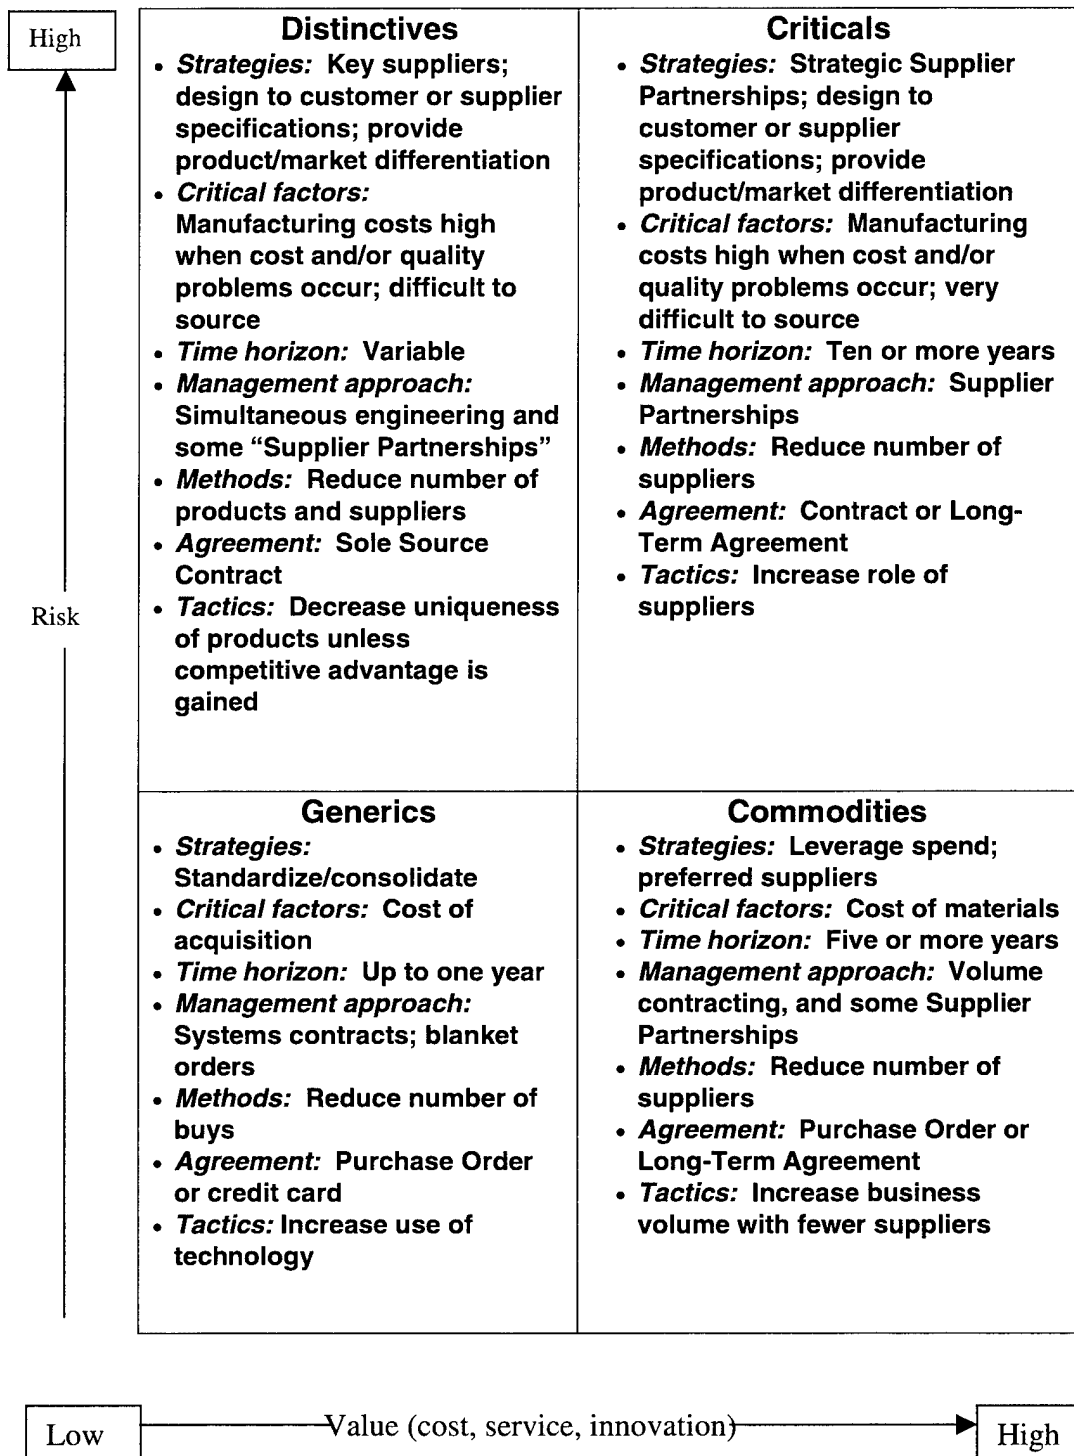 High
Distinctives
• Strategies: Key suppliers;
design to customer or supplier
specifications; provide
product/market differentiation
• Critical factors:
Manufacturing costs high
when cost and/or quality
problems occur; difficult to
source
• Time horizon: Variable
• Management approach:
Simultaneous engineering and
some “Supplier Partnerships”
• Methods: Reduce number of
products and suppliers
• Agreement: Sole Source
Contract
• Tactics: Decrease uniqueness
of products unless
competitive advantage is
gained
Criticals
• Strategies: Strategic Supplier
Partnerships; design to
customer or supplier
specifications; provide
product/market differentiation
• Critical factors: Manufacturing
costs high when cost and/or
quality problems occur; very
difficult to source
• Time horizon: Ten or more years
• Management approach: Supplier
Partnerships
• Methods: Reduce number of
suppliers
• Agreement: Contract or Long-
Term Agreement
• Tactics: Increase role of
suppliers
Risk
Generics
• Strategies:
Standardize/consolidate
• Critical factors: Cost of
acquisition
• Time horizon: Up to one year
• Management approach:
Systems contracts; blanket
orders
• Methods: Reduce number of
buys
• Agreement: Purchase Order
or credit card
• Tactics: Increase use of
technology
Commodities
• Strategies: Leverage spend;
preferred suppliers
• Critical factors: Cost of materials
• Time horizon: Five or more years
• Management approach: Volume
contracting, and some Supplier
Partnerships
• Methods: Reduce number of
suppliers
• Agreement: Purchase Order or
Long-Term Agreement
• Tactics: Increase business
volume with fewer suppliers
Low
Value (cost, service, innovation)
High